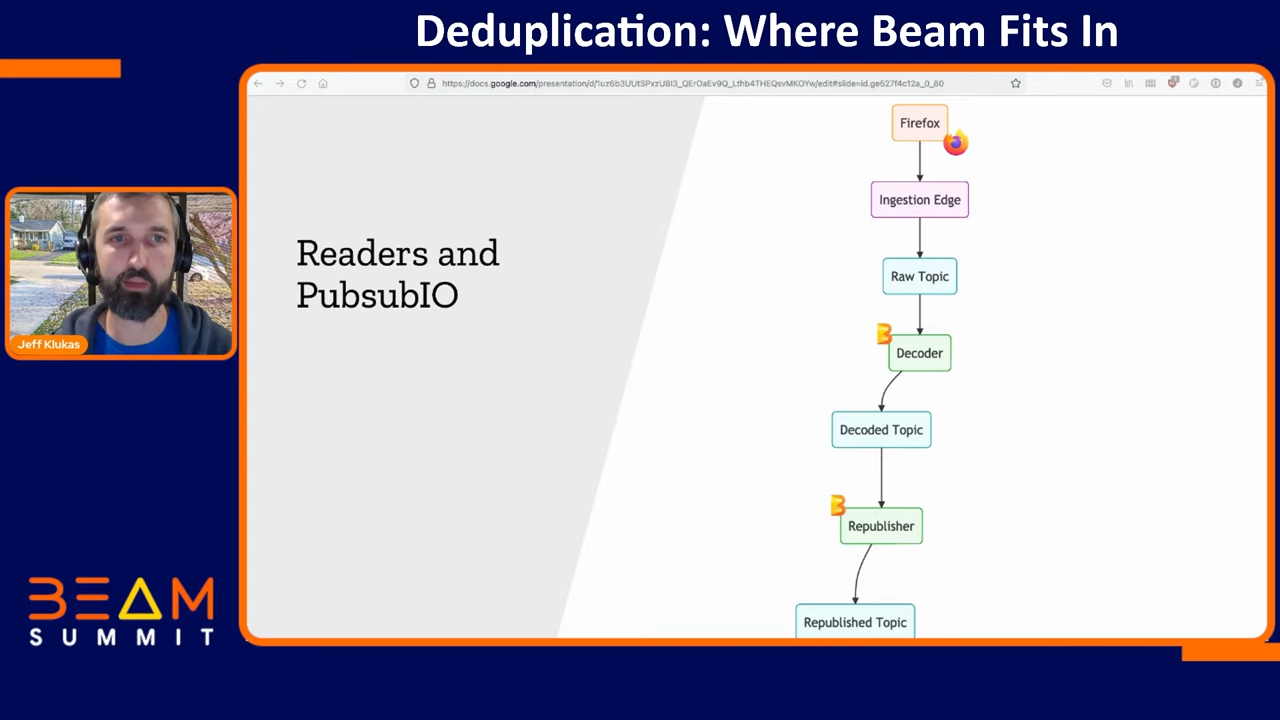 Deduplication: Where Beam Fits In
Firefox
Ingestion Edge
Raw Topic
Decoder
Decoded Topic
Republisher
Republished Topic
Readers and
PubsubIO
Jeff Klukas
BEAM
SUMMIT